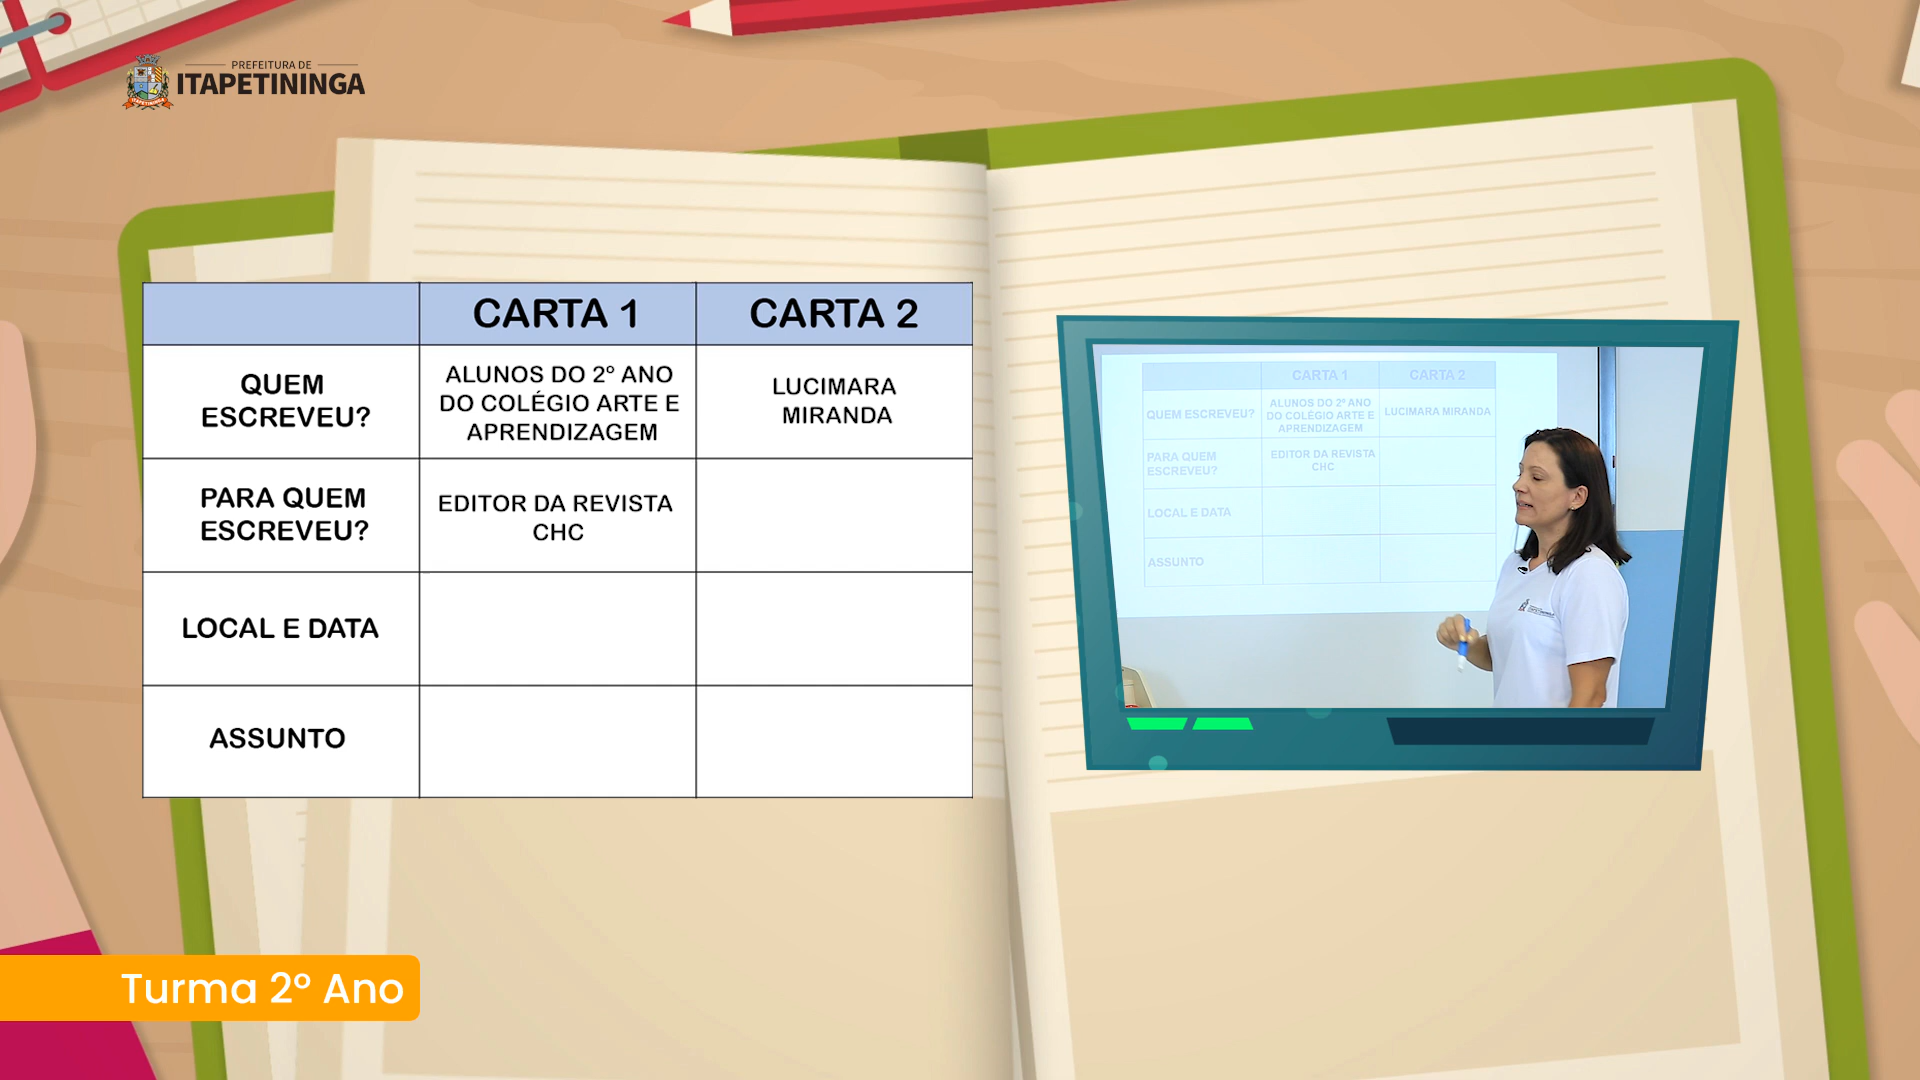 PREFEITURA DE
ITAPETININGA
CARTA 1
CARTA 2
QUEM
ESCREVEU?
ALUNOS DO 2º ANO
DO COLÉGIO ARTE E
APRENDIZAGEM
LUCIMARA
MIRANDA
PARA QUEM
ESCREVEU?
EDITOR DA REVISTA
CHC
LOCAL E DATA
ASSUNTO
CARTA 1
CARTA 2
QUEM ESCREVEU?
ALUNOS DO 2º ANO
DO COLÉGIO ARTE E
APRENDIZAGEM
LUCIMARA MIRANDA
PARA QUEM
ESCREVEU?
EDITOR DA REVISTA
CHC
LOCAL E DATA
ASSUNTO
Turma 2º Ano